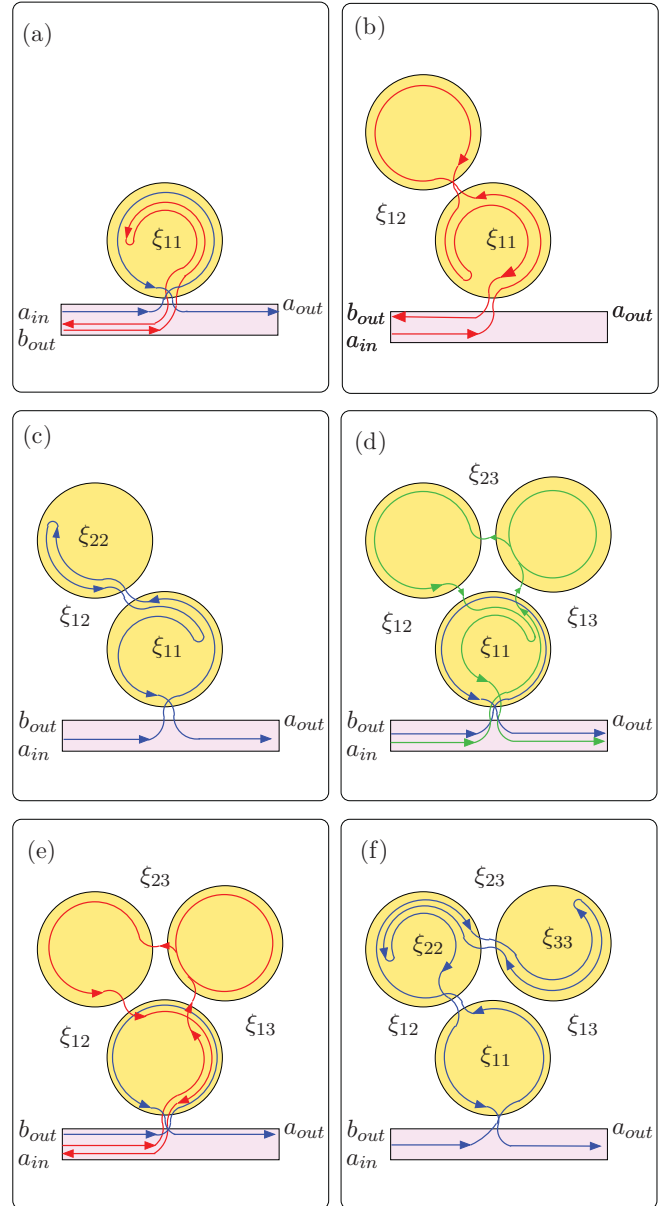 (a)
ξ11
a_in
a_out
b_out
(b)
ξ12
ξ11
b_out
a_out
a_in
(c)
ξ22
ξ12
ξ11
b_out
a_out
a_in
(d)
ξ23
ξ12
ξ13
ξ11
b_out
a_out
a_in
(e)
ξ23
ξ12
ξ13
b_out
a_out
a_in
(f)
ξ23
ξ22
ξ33
ξ12
ξ13
ξ11
b_out
a_out
a_in